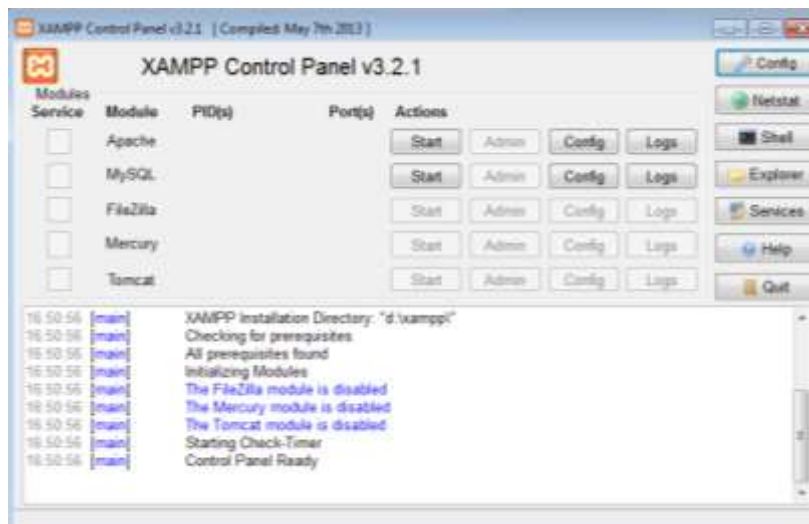 XAMPP Control Panel v3.2.1 [ Compiled: May 7th 2013 ]
XAMPP Control Panel v3.2.1
Config
Modules
Service Module PID(s) Port(s) Actions
Netstat
Apache Start Admin Config Logs
Shell
MySQL Start Admin Config Logs
Explorer
FileZilla Start Admin Config Logs
Services
Mercury Start Admin Config Logs
Help
Tomcat Start Admin Config Logs
Quit
16:50:56 [main] XAMPP Installation Directory: "d:\xampp\"
16:50:56 [main] Checking for prerequisites
16:50:56 [main] All prerequisites found
16:50:56 [main] Initializing Modules
16:50:56 [main] The FileZilla module is disabled
16:50:56 [main] The Mercury module is disabled
16:50:56 [main] The Tomcat module is disabled
16:50:56 [main] Starting Check-Timer
16:50:56 [main] Control Panel Ready